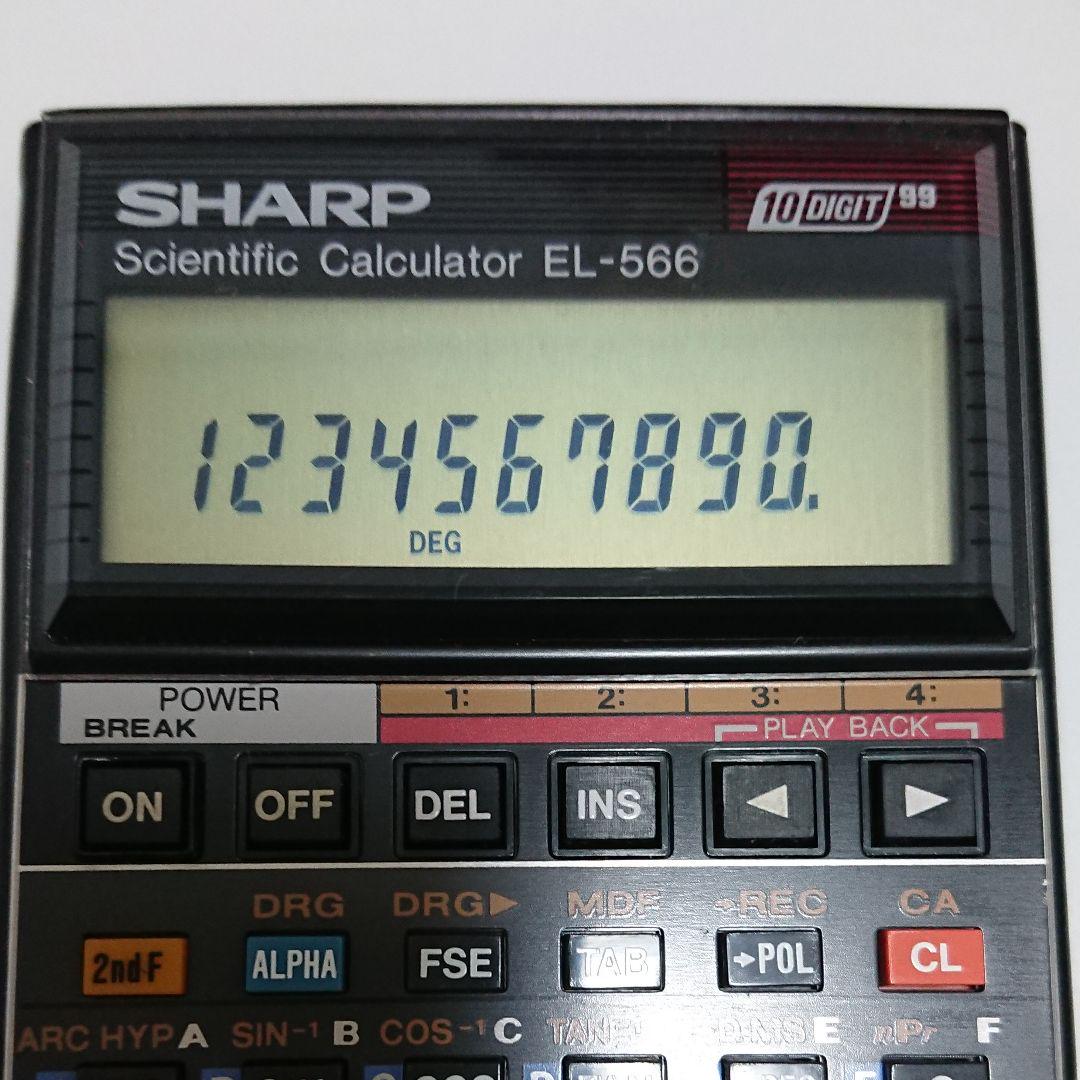 SHARP
10 DIGIT 99
Scientific Calculator EL-566
1234567890.
DEG
POWER 1: 2: 3: 4:
BREAK PLAY BACK
ON OFF DEL INS ◀ ▶
DRG DRG▶ MDF →REC CA
2ndF ALPHA FSE TAB →POL CL
ARC HYP A SIN⁻¹ B COS⁻¹ C E nPr F